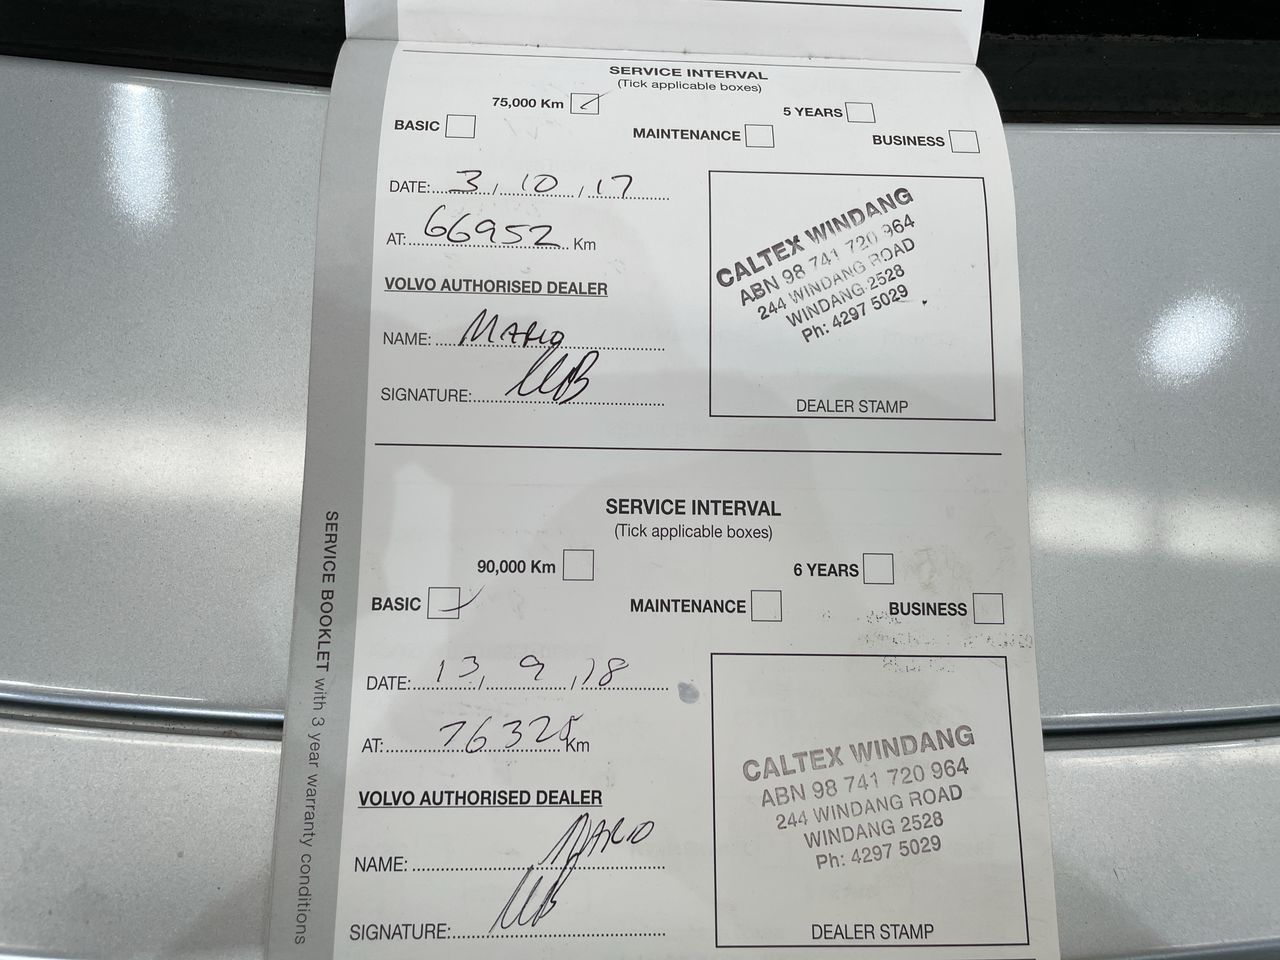 SERVICE INTERVAL
(Tick applicable boxes)
75,000 Km
5 YEARS
BASIC
MAINTENANCE
BUSINESS
DATE: 3, 10, 17
AT: 66952 Km
VOLVO AUTHORISED DEALER
NAME: MARIO
SIGNATURE:
CALTEX WINDANG
ABN 98 741 720 964
244 WINDANG ROAD
WINDANG 2528
Ph: 4297 5029
DEALER STAMP
SERVICE INTERVAL
(Tick applicable boxes)
90,000 Km
6 YEARS
BASIC
MAINTENANCE
BUSINESS
DATE: 13, 9, 18
AT: 76325 Km
VOLVO AUTHORISED DEALER
NAME: MARIO
SIGNATURE:
CALTEX WINDANG
ABN 98 741 720 964
244 WINDANG ROAD
WINDANG 2528
Ph: 4297 5029
DEALER STAMP
SERVICE BOOKLET with 3 year warranty conditions